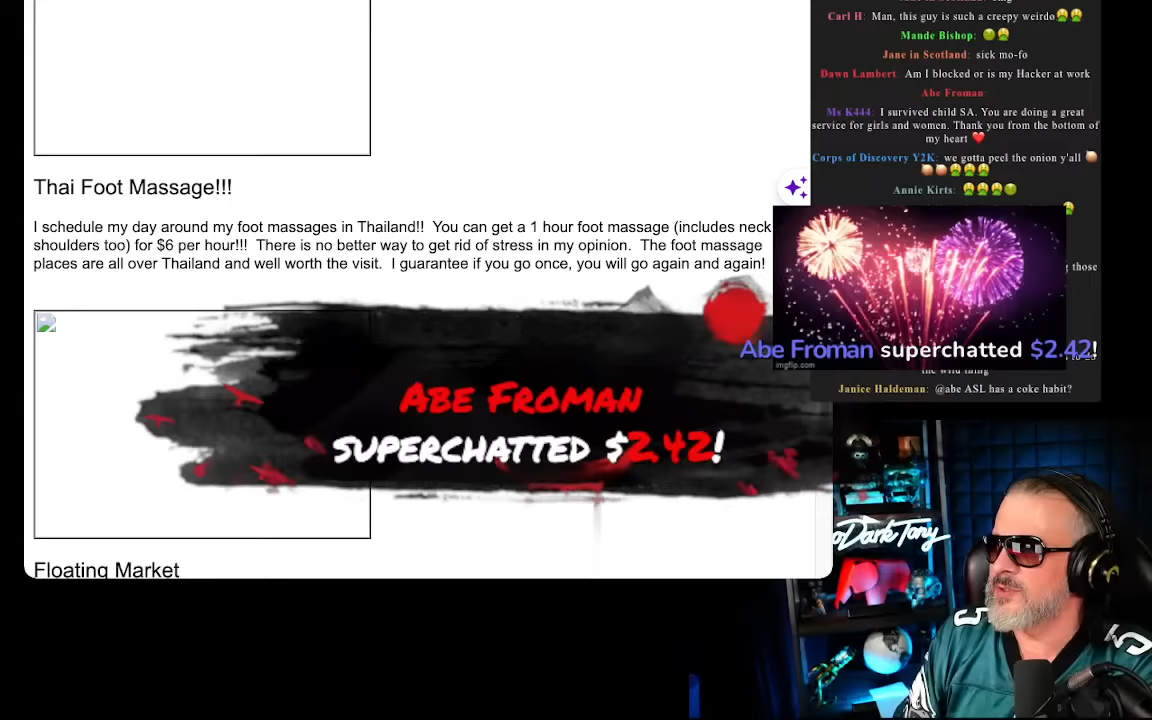 Carl H: Man, this guy is such a creepy weirdo🤮🤮
Mande Bishop: 🤢🤮
Jane in Scotland: sick mo-fo
Dawn Lambert: Am I blocked or is my Hacker at work
Abe Froman:
Ms K444: I survived child SA. You are doing a great
service for girls and women. Thank you from the bottom of
my heart ❤️
Corps of Discovery Y2K: we gotta peel the onion y'all 🧅
🧅🧅🤮🤮🤮
Annie Kirts: 🤮🤮🤮🤢
Thai Foot Massage!!!
I schedule my day around my foot massages in Thailand!! You can get a 1 hour foot massage (includes neck
shoulders too) for $6 per hour!!! There is no better way to get rid of stress in my opinion. The foot massage
places are all over Thailand and well worth the visit. I guarantee if you go once, you will go again and again!
those
Abe Froman superchatted $2.42!
imgflip.com
the wild thing
Janice Haldeman: @abe ASL has a coke habit?
Abe Froman
superchatted $2.42!
oDarkTony
Floating Market